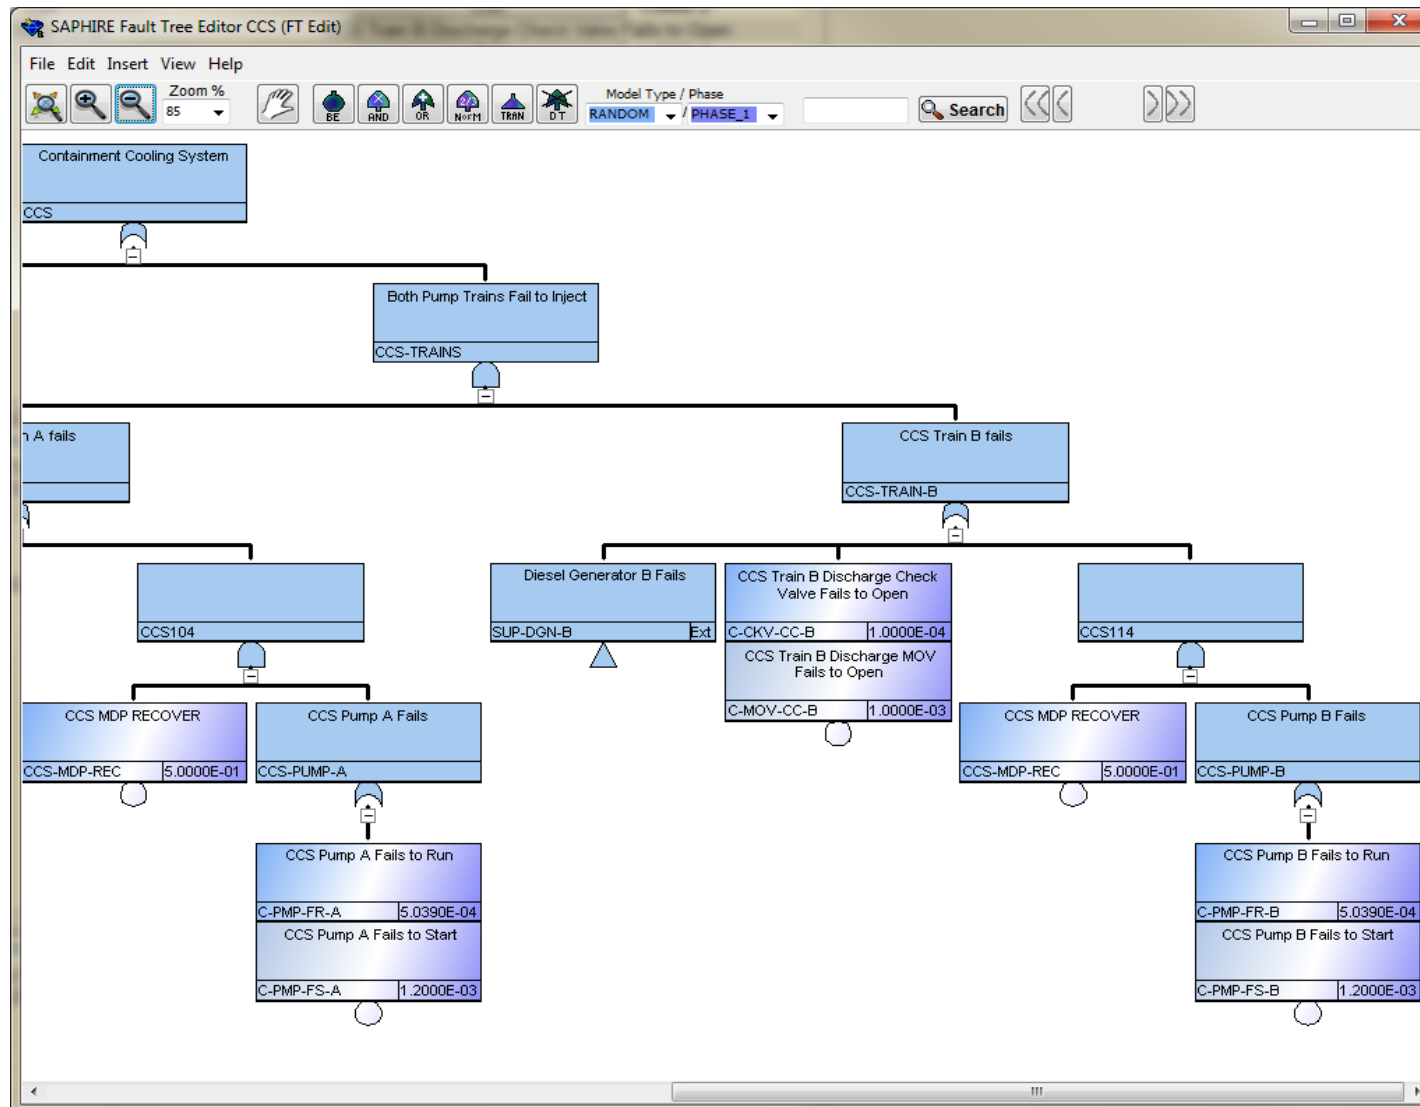 SAPHIRE Fault Tree Editor CCS (FT Edit)
File Edit Insert View Help
Zoom %
85
BE
AND
OR
N/M
TRAN
DT
Model Type / Phase
RANDOM / PHASE_1
Search
Containment Cooling System
CCS
Both Pump Trains Fail to Inject
CCS-TRAINS
A fails
CCS Train B fails
CCS-TRAIN-B
CCS104
Diesel Generator B Fails
SUP-DGN-B Ext
CCS Train B Discharge Check
Valve Fails to Open
C-CKV-CC-B 1.0000E-04
CCS Train B Discharge MOV
Fails to Open
C-MOV-CC-B 1.0000E-03
CCS114
CCS MDP RECOVER
CCS-MDP-REC 5.0000E-01
CCS Pump A Fails
CCS-PUMP-A
CCS MDP RECOVER
CCS-MDP-REC 5.0000E-01
CCS Pump B Fails
CCS-PUMP-B
CCS Pump A Fails to Run
C-PMP-FR-A 5.0390E-04
CCS Pump A Fails to Start
C-PMP-FS-A 1.2000E-03
CCS Pump B Fails to Run
C-PMP-FR-B 5.0390E-04
CCS Pump B Fails to Start
C-PMP-FS-B 1.2000E-03